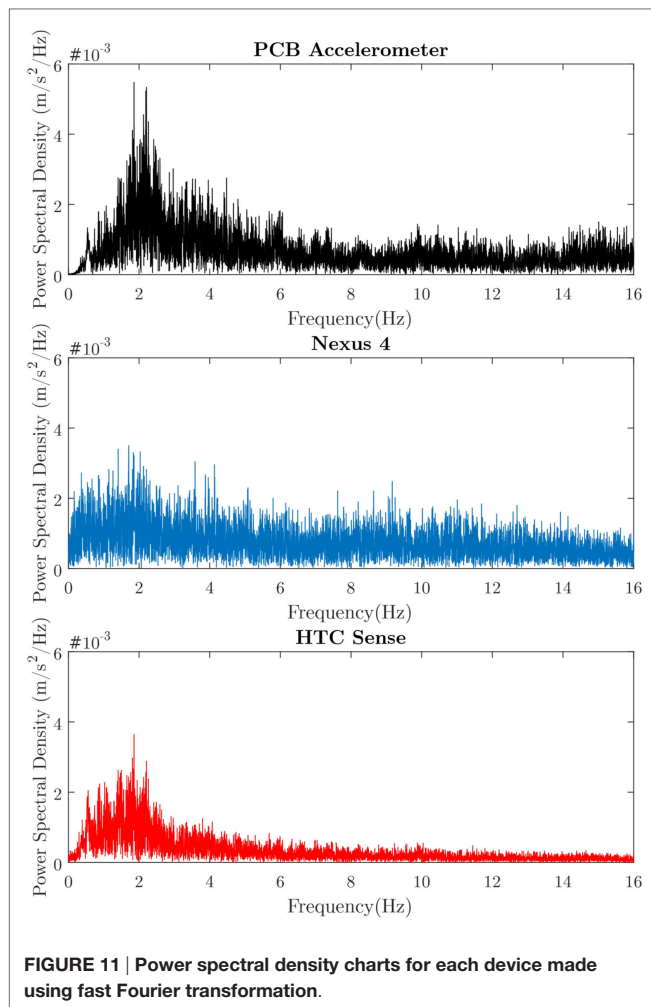 PCB Accelerometer
#10-3
Power Spectral Density (m/s2/Hz)
6
4
2
0
0 2 4 6 8 10 12 14 16
Frequency(Hz)
Nexus 4
#10-3
Power Spectral Density (m/s2/Hz)
6
4
2
0
0 2 4 6 8 10 12 14 16
Frequency(Hz)
HTC Sense
#10-3
Power Spectral Density (m/s2/Hz)
6
4
2
0
0 2 4 6 8 10 12 14 16
Frequency(Hz)
FIGURE 11 | Power spectral density charts for each device made
using fast Fourier transformation.